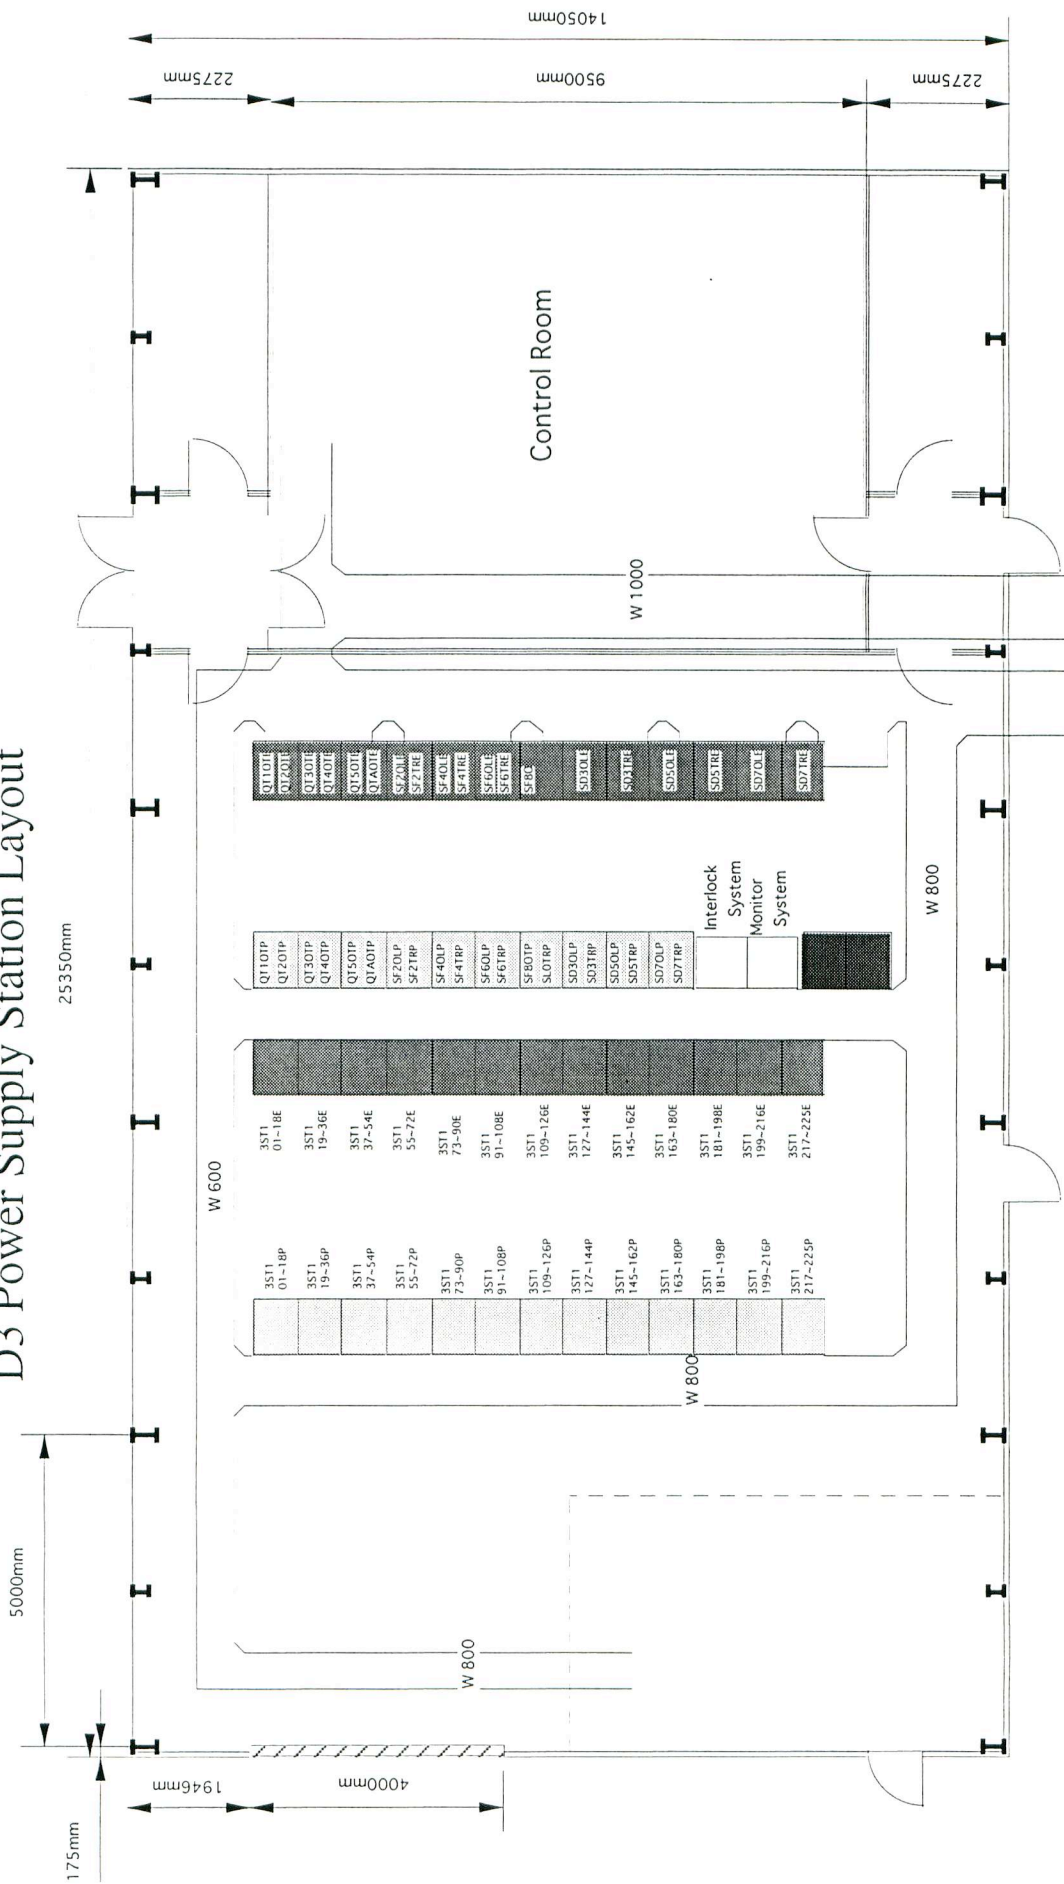 D3 Power Supply Station Layout
25350mm
5000mm
175mm
1946mm
4000mm
2275mm
9500mm
2275mm
14050mm
W 600
W 800
W 800
W 800
W 1000
Control Room
3ST1
01~18P
3ST1
19~36P
3ST1
37~54P
3ST1
55~72P
3ST1
73~90P
3ST1
91~108P
3ST1
109~126P
3ST1
127~144P
3ST1
145~162P
3ST1
163~180P
3ST1
181~198P
3ST1
199~216P
3ST1
217~225P
3ST1
01~18E
3ST1
19~36E
3ST1
37~54E
3ST1
55~72E
3ST1
73~90E
3ST1
91~108E
3ST1
109~126E
3ST1
127~144E
3ST1
145~162E
3ST1
163~180E
3ST1
181~198E
3ST1
199~216E
3ST1
217~225E
QT1OTP
QT2OTP
QT3OTP
QT4OTP
QT5OTP
QTAOTP
SF2OLP
SF2TRP
SF4OLP
SF4TRP
SF6OLP
SF6TRP
SF8OTP
SLOTRP
SD3OLP
SD3TRP
SD5OLP
SD5TRP
SD7OLP
SD7TRP
Interlock
System
Monitor
System
QT1OTE
QT2OTE
QT3OTE
QT4OTE
QT5OTE
QTAOTE
SF2OLE
SF2TRE
SF4OLE
SF4TRE
SF6OLE
SF6TRE
SF8O
SD3OLE
SD3TRE
SD5OLE
SD5TRE
SD7OLE
SD7TRE